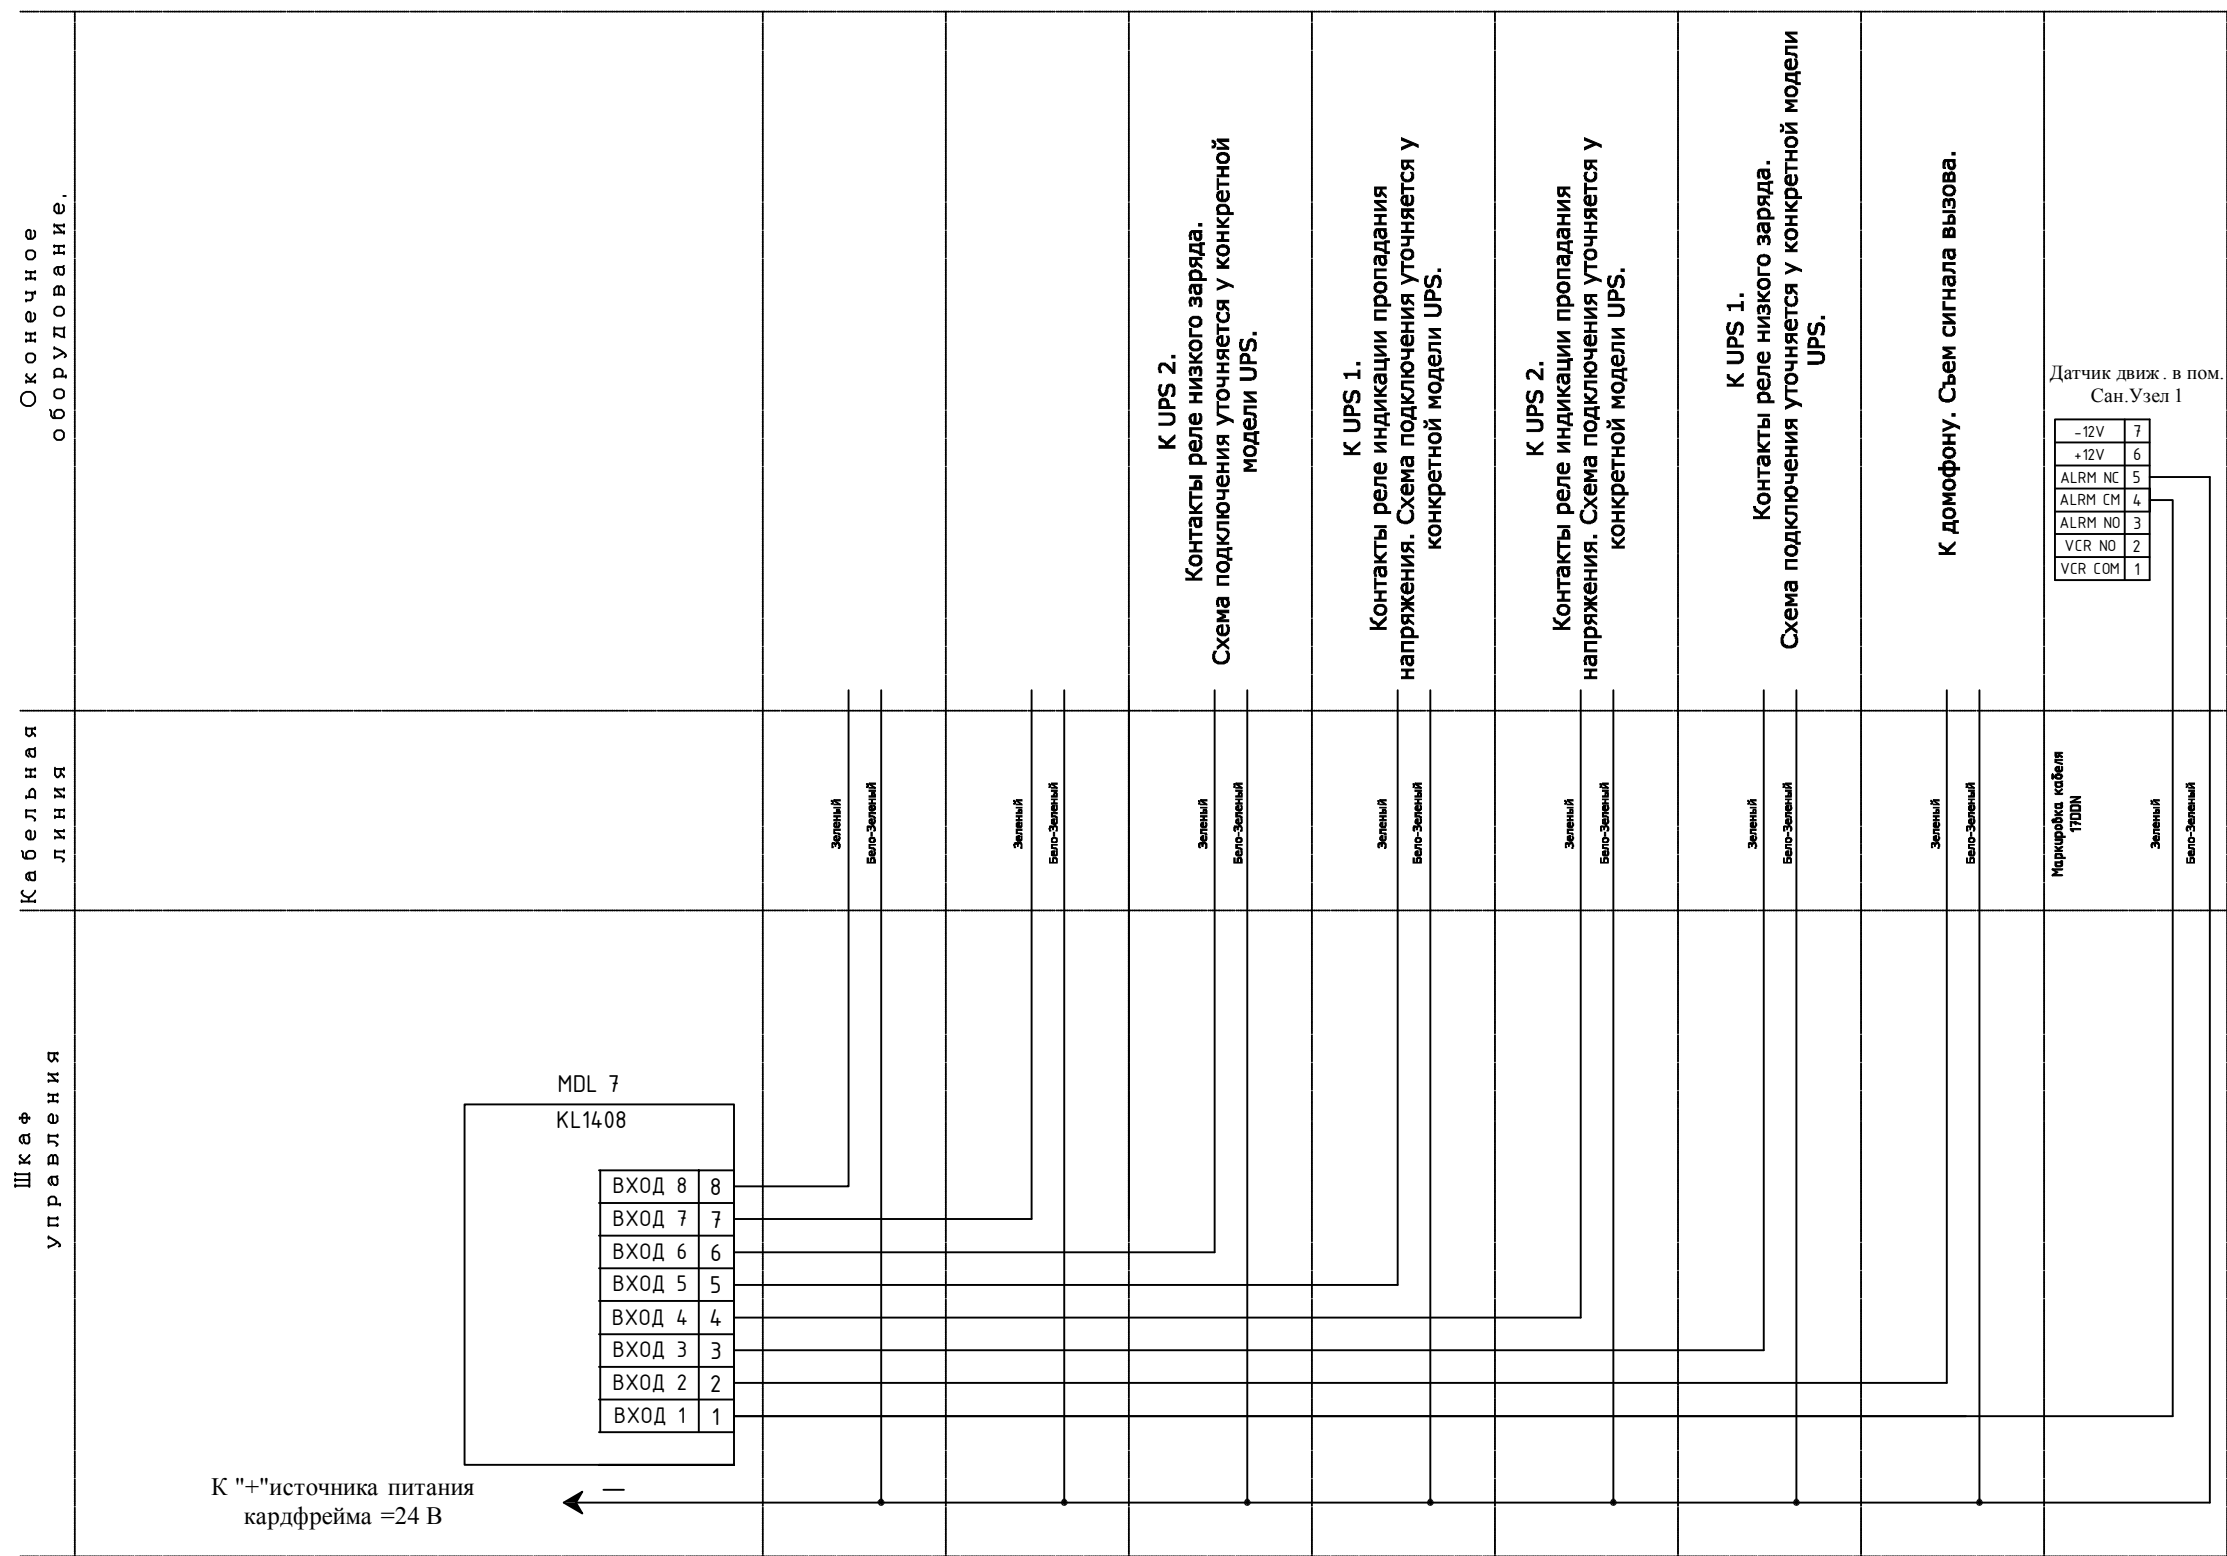 Оконечное
оборудование.
К UPS 2.
Контакты реле низкого заряда.
Схема подключения уточняется у конкретной
модели UPS.
К UPS 1.
Контакты реле индикации пропадания
напряжения. Схема подключения уточняется у
конкретной модели UPS.
К UPS 2.
Контакты реле индикации пропадания
напряжения. Схема подключения уточняется у
конкретной модели UPS.
К UPS 1.
Контакты реле низкого заряда.
Схема подключения уточняется у конкретной модели
UPS.
К домофону. Съем сигнала вызова.
Датчик движ. в пом.
Сан.Узел 1
-12V 7
+12V 6
ALRM NC 5
ALRM CM 4
ALRM NO 3
VCR NO 2
VCR COM 1
Кабельная
линия
Зеленый
Бело-Зеленый
Зеленый
Бело-Зеленый
Зеленый
Бело-Зеленый
Зеленый
Бело-Зеленый
Зеленый
Бело-Зеленый
Зеленый
Бело-Зеленый
Зеленый
Бело-Зеленый
Маркировка кабеля
17DDN
Зеленый
Бело-Зеленый
Шкаф
управления
MDL 7
KL1408
ВХОД 8 8
ВХОД 7 7
ВХОД 6 6
ВХОД 5 5
ВХОД 4 4
ВХОД 3 3
ВХОД 2 2
ВХОД 1 1
К "+"источника питания
кардфрейма =24 В